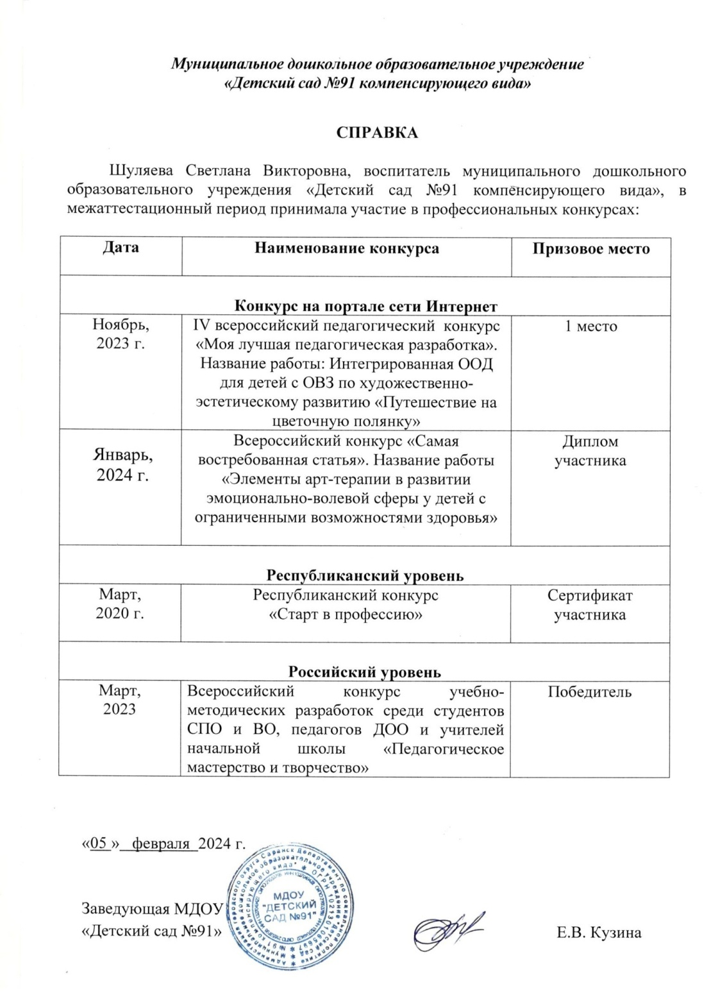 Муниципальное дошкольное образовательное учреждение
«Детский сад №91 компенсирующего вида»
СПРАВКА
Шуляева Светлана Викторовна, воспитатель муниципального дошкольного
образовательного учреждения «Детский сад №91 компенсирующего вида», в
межаттестационный период принимала участие в профессиональных конкурсах:
Дата Наименование конкурса Призовое место
Конкурс на портале сети Интернет
Ноябрь,
2023 г.
IV всероссийский педагогический конкурс
«Моя лучшая педагогическая разработка».
Название работы: Интегрированная ООД
для детей с ОВЗ по художественно-
эстетическому развитию «Путешествие на
цветочную полянку»
1 место
Январь,
2024 г.
Всероссийский конкурс «Самая
востребованная статья». Название работы
«Элементы арт-терапии в развитии
эмоционально-волевой сферы у детей с
ограниченными возможностями здоровья»
Диплом
участника
Республиканский уровень
Март,
2020 г.
Республиканский конкурс
«Старт в профессию»
Сертификат
участника
Российский уровень
Март,
2023
Всероссийский конкурс учебно-
методических разработок среди студентов
СПО и ВО, педагогов ДОО и учителей
начальной школы «Педагогическое
мастерство и творчество»
Победитель
«05 » февраля 2024 г.
Заведующая МДОУ
«Детский сад №91»
Е.В. Кузина
МДОУ
"ДЕТСКИЙ
САД №91"